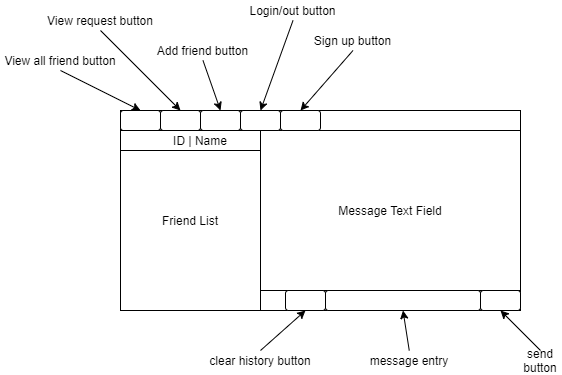 Login/out button
View request button
Sign up button
Add friend button
View all friend button
ID | Name
Message Text Field
Friend List
clear history button
message entry
send
button